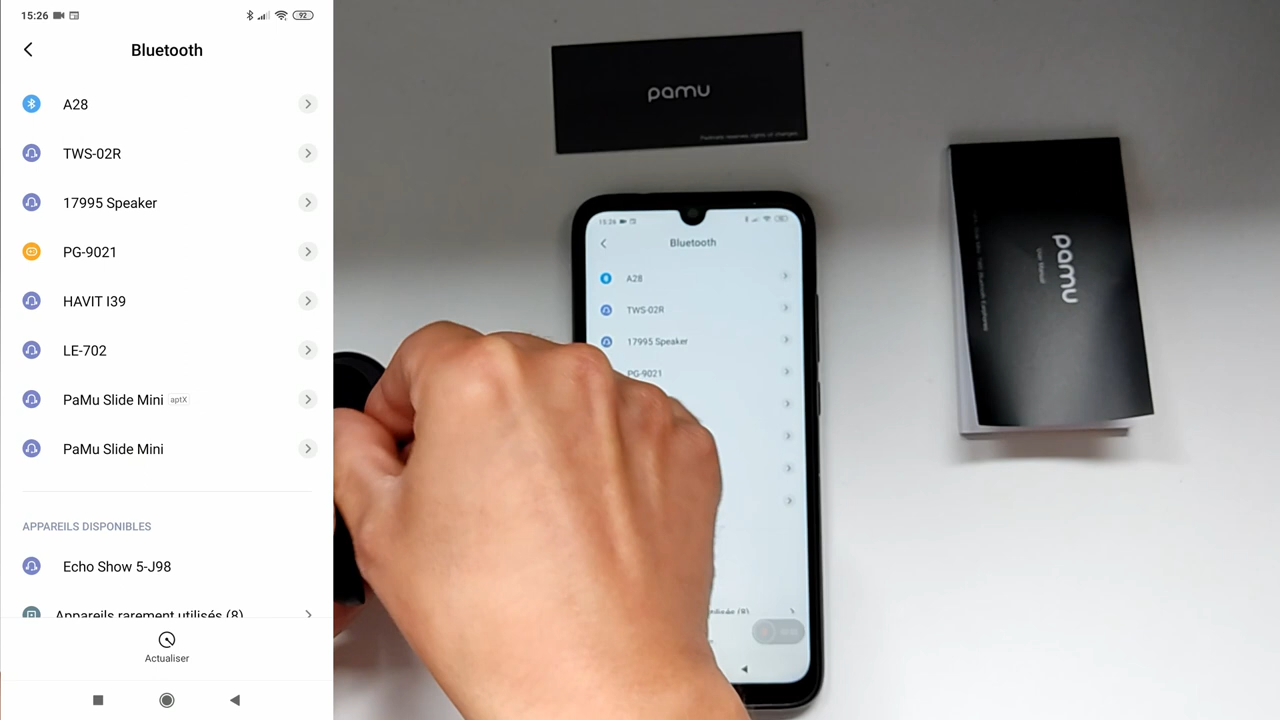 15:26
92
Bluetooth
A28
TWS-02R
17995 Speaker
PG-9021
HAVIT I39
LE-702
PaMu Slide Mini aptX
PaMu Slide Mini
APPAREILS DISPONIBLES
Echo Show 5-J98
Appareils rarement utilisés (8)
Actualiser
pamu
15:26
Bluetooth
A28
TWS-02R
17995 Speaker
PG-9021
pamu
User Manual